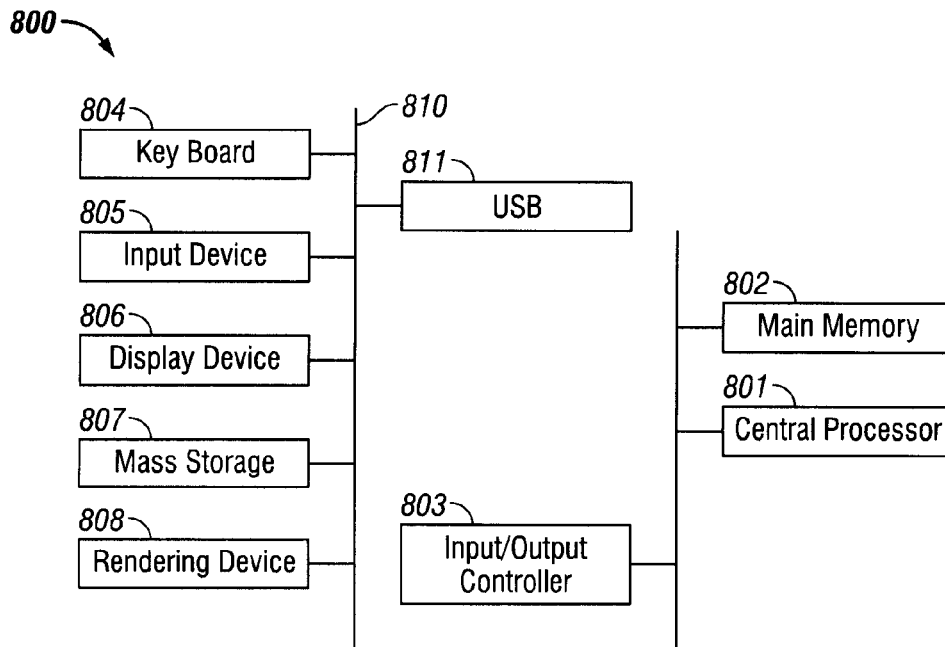 800
804
Key Board
810
811
USB
805
Input Device
802
Main Memory
806
Display Device
801
Central Processor
807
Mass Storage
803
Input/Output
Controller
808
Rendering Device